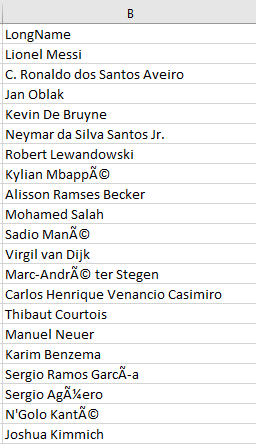 B
LongName
Lionel Messi
C. Ronaldo dos Santos Aveiro
Jan Oblak
Kevin De Bruyne
Neymar da Silva Santos Jr.
Robert Lewandowski
Kylian MbappÃ©
Alisson Ramses Becker
Mohamed Salah
Sadio ManÃ©
Virgil van Dijk
Marc-AndrÃ© ter Stegen
Carlos Henrique Venancio Casimiro
Thibaut Courtois
Manuel Neuer
Karim Benzema
Sergio Ramos GarcÃ-a
Sergio AgÃ¼ero
N'Golo KantÃ©
Joshua Kimmich